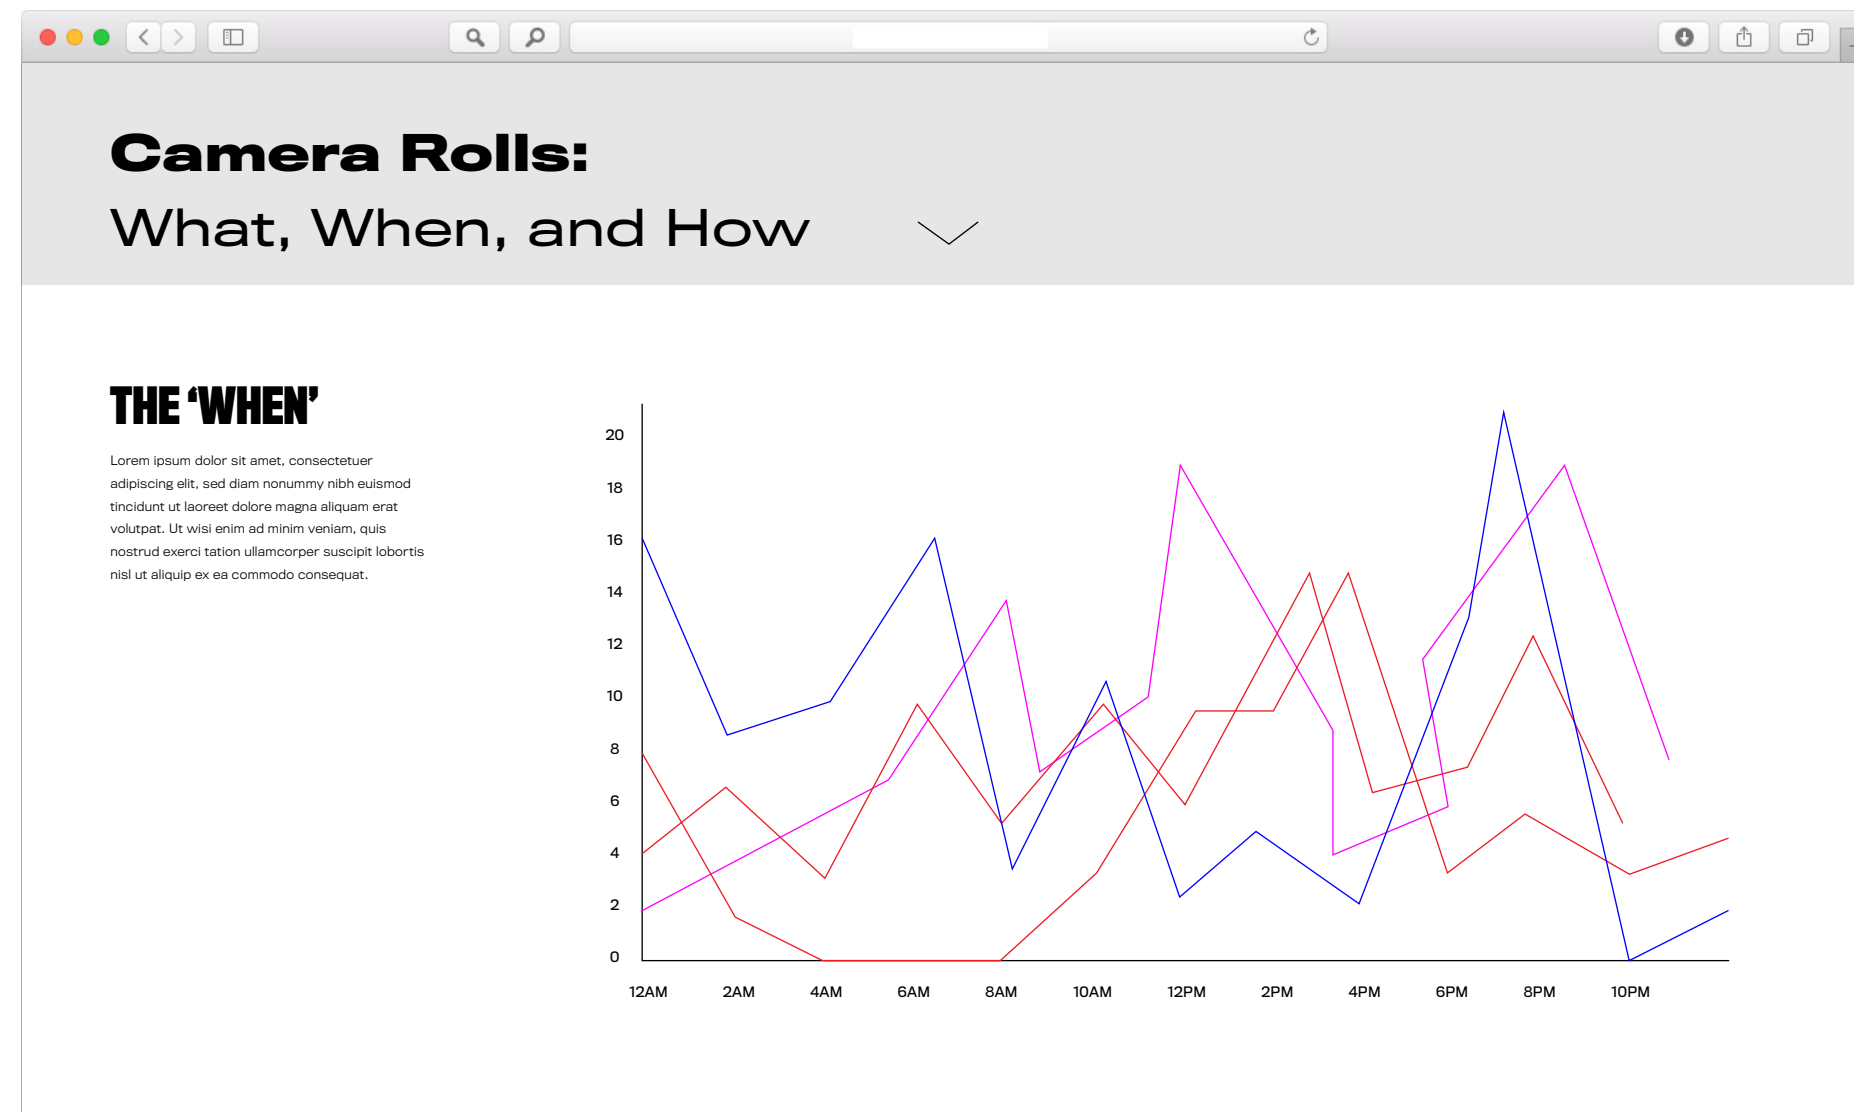 Camera Rolls:
What, When, and How
THE ‘WHEN’
Lorem ipsum dolor sit amet, consectetuer
adipiscing elit, sed diam nonummy nibh euismod
tincidunt ut laoreet dolore magna aliquam erat
volutpat. Ut wisi enim ad minim veniam, quis
nostrud exerci tation ullamcorper suscipit lobortis
nisl ut aliquip ex ea commodo consequat.
20
18
16
14
12
10
8
6
4
2
0
12AM 2AM 4AM 6AM 8AM 10AM 12PM 2PM 4PM 6PM 8PM 10PM